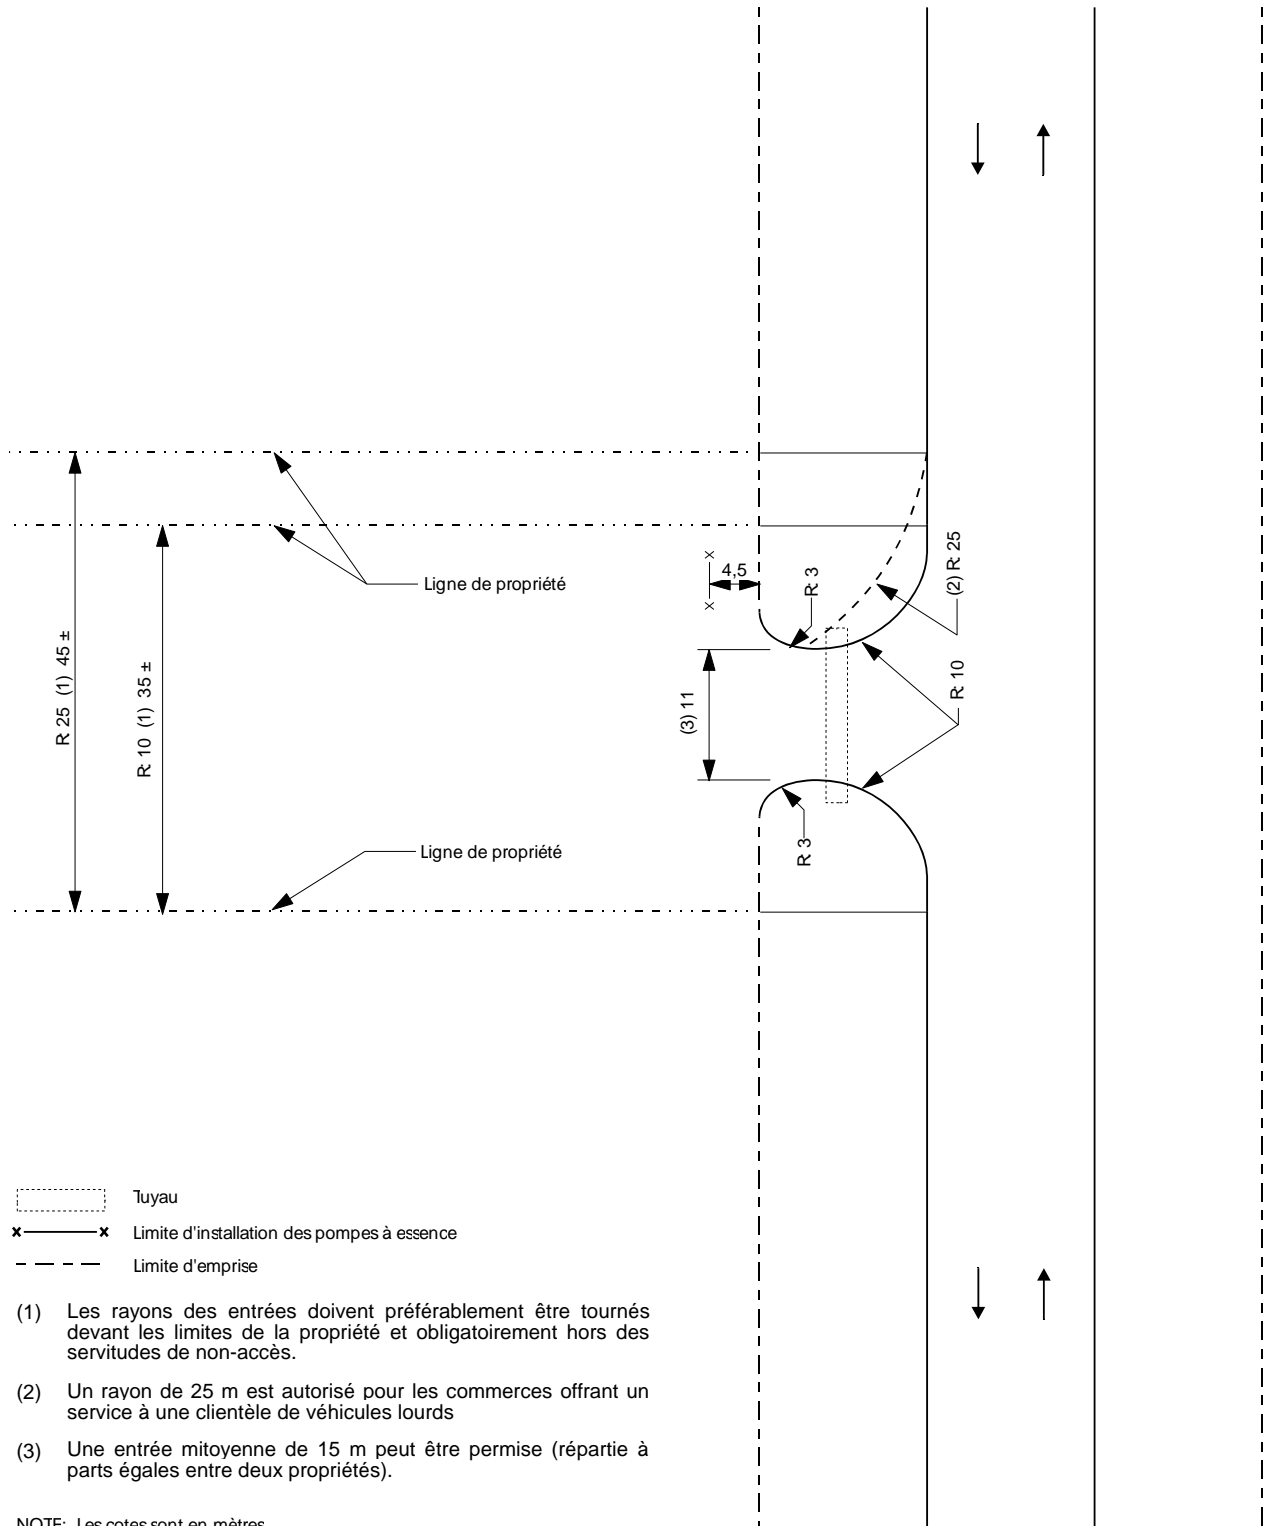 (2) R: 25
4,5
R: 3
Ligne de propriété
R: 25 (1) 45 ±
R: 10 (1) 35 ±
(3) 11
R: 10
R: 3
Ligne de propriété
Tuyau
x x Limite d'installation des pompes à essence
Limite d'emprise
(1) Les rayons des entrées doivent préférablement être tournés
devant les limites de la propriété et obligatoirement hors des
servitudes de non-accès.
(2) Un rayon de 25 m est autorisé pour les commerces offrant un
service à une clientèle de véhicules lourds
(3) Une entrée mitoyenne de 15 m peut être permise (répartie à
parts égales entre deux propriétés).
NOTE: Les cotes sont en mètres